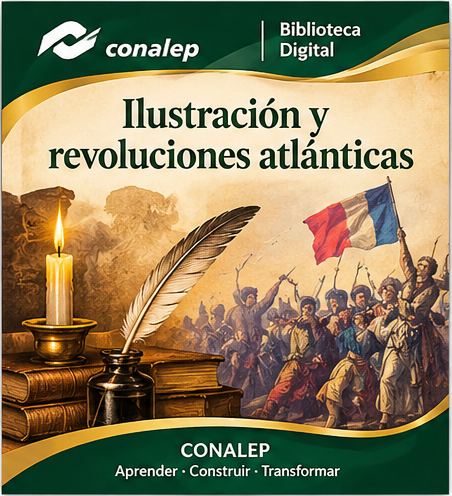 conalep
Biblioteca
Digital
Ilustración y
revoluciones atlánticas
CONALEP
Aprender · Construir · Transformar